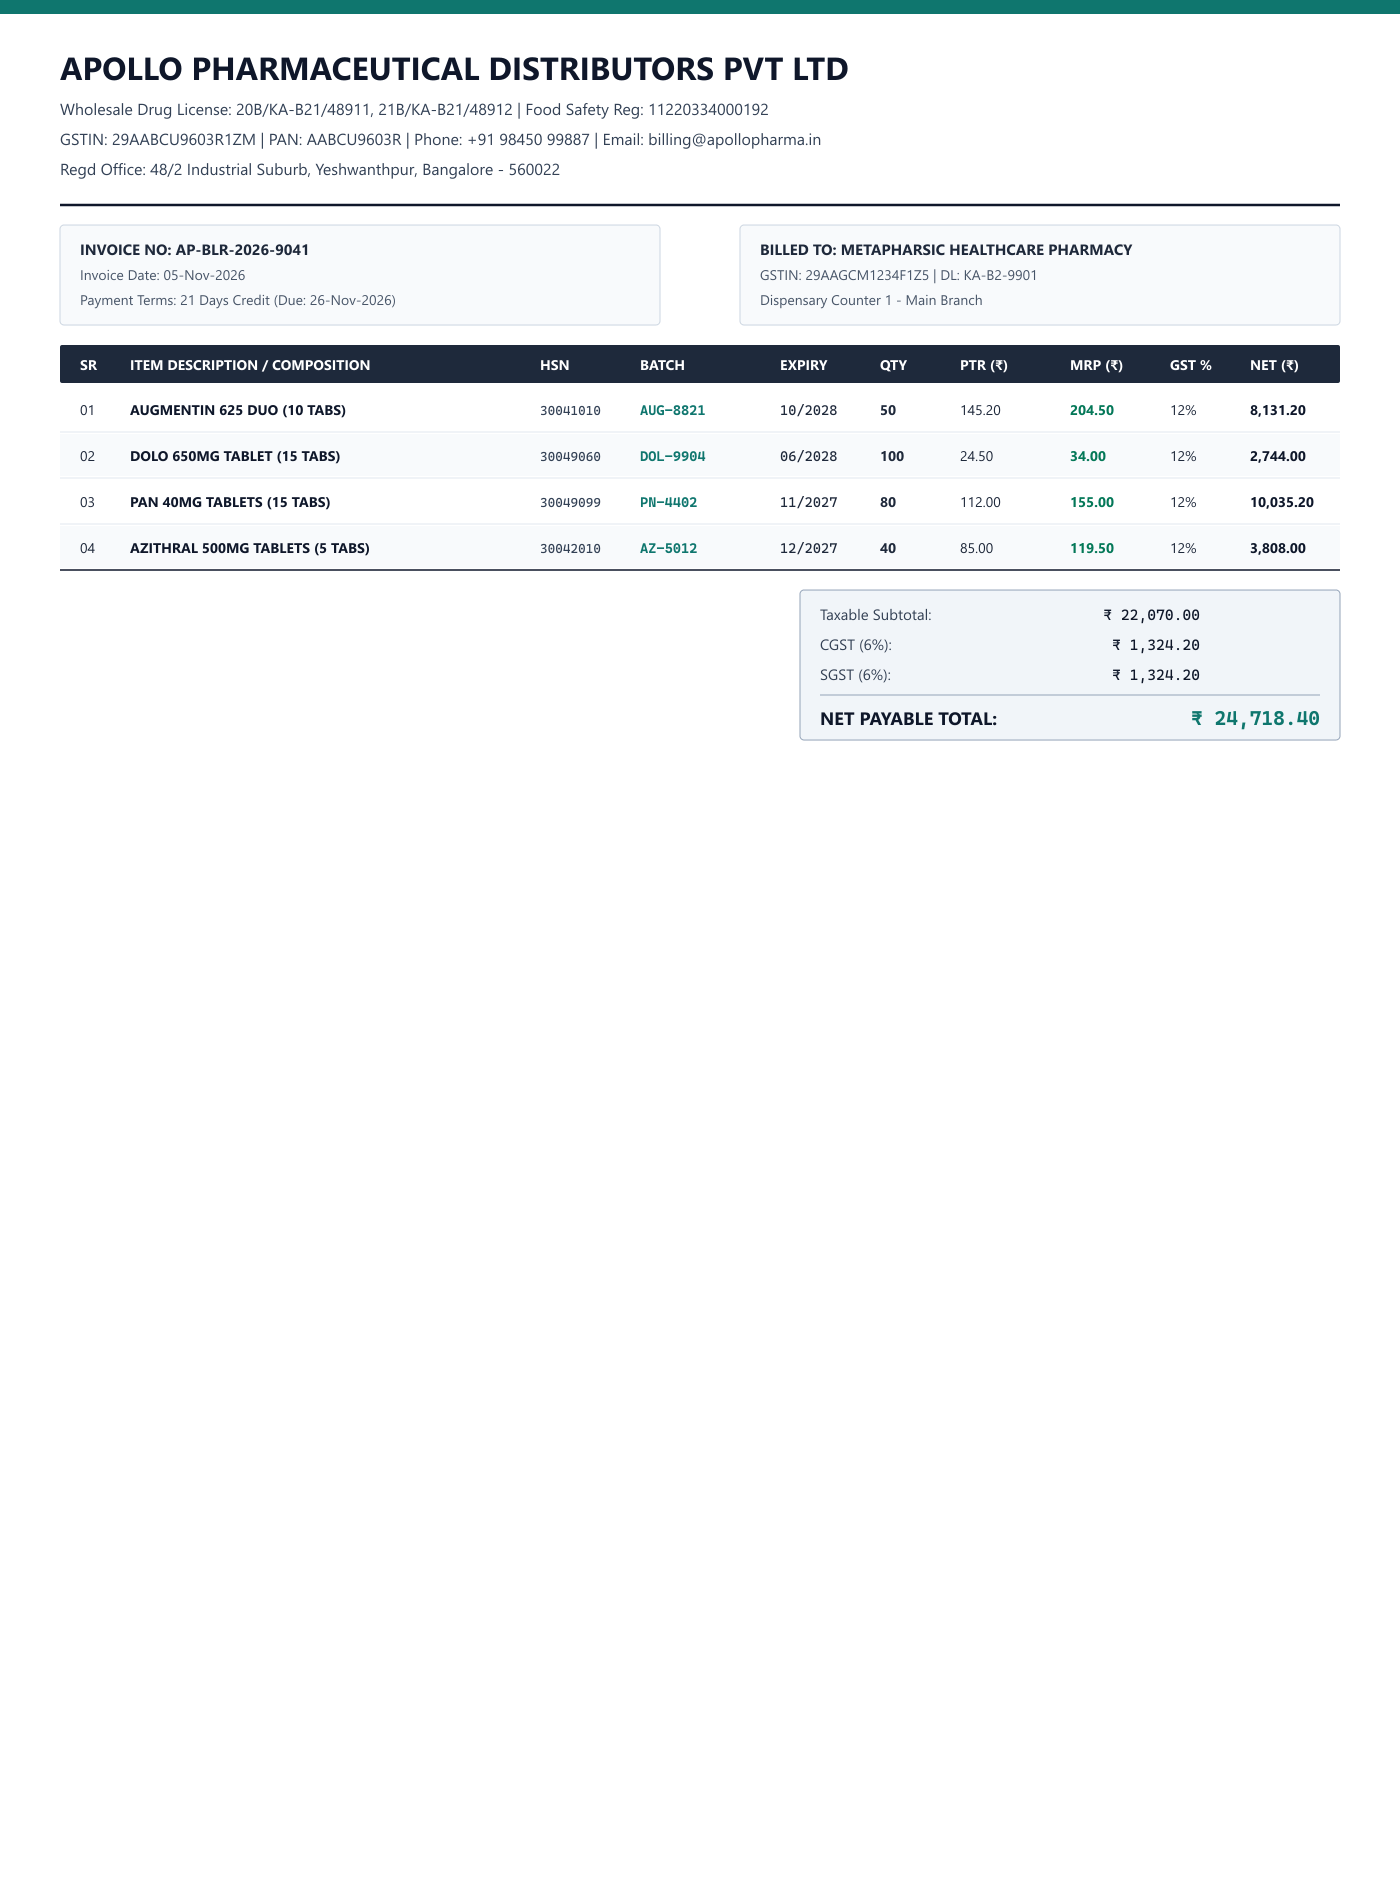 APOLLO PHARMACEUTICAL DISTRIBUTORS PVT LTD
Wholesale Drug License: 20B/KA-B21/48911, 21B/KA-B21/48912 | Food Safety Reg: 11220334000192
GSTIN: 29AABCU9603R1ZM | PAN: AABCU9603R | Phone: +91 98450 99887 | Email: billing@apollopharma.in
Regd Office: 48/2 Industrial Suburb, Yeshwanthpur, Bangalore - 560022
INVOICE NO: AP-BLR-2026-9041
Invoice Date: 05-Nov-2026
Payment Terms: 21 Days Credit (Due: 26-Nov-2026)
BILLED TO: METAPHARSIC HEALTHCARE PHARMACY
GSTIN: 29AAGCM1234F1Z5 | DL: KA-B2-9901
Dispensary Counter 1 - Main Branch
SR ITEM DESCRIPTION / COMPOSITION HSN BATCH EXPIRY QTY PTR (₹) MRP (₹) GST % NET (₹)
01 AUGMENTIN 625 DUO (10 TABS) 30041010 AUG-8821 10/2028 50 145.20 204.50 12% 8,131.20
02 DOLO 650MG TABLET (15 TABS) 30049060 DOL-9904 06/2028 100 24.50 34.00 12% 2,744.00
03 PAN 40MG TABLETS (15 TABS) 30049099 PN-4402 11/2027 80 112.00 155.00 12% 10,035.20
04 AZITHRAL 500MG TABLETS (5 TABS) 30042010 AZ-5012 12/2027 40 85.00 119.50 12% 3,808.00
Taxable Subtotal: ₹ 22,070.00
CGST (6%): ₹ 1,324.20
SGST (6%): ₹ 1,324.20
NET PAYABLE TOTAL: ₹ 24,718.40